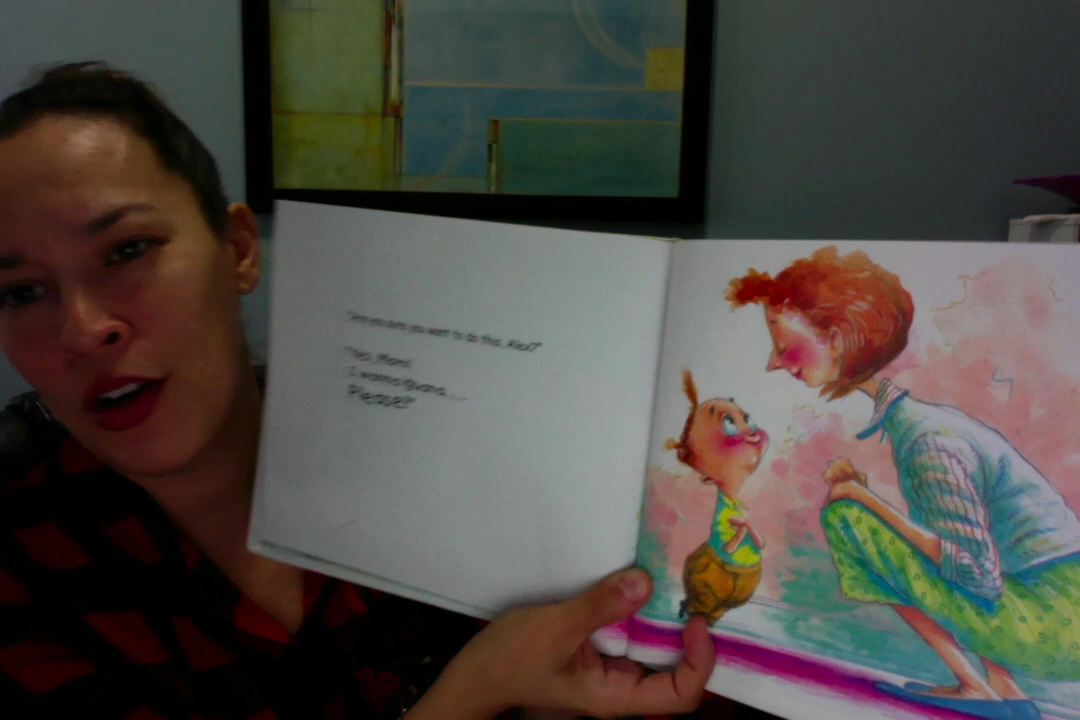 "Are you sure you want to do this, Alex?"
"Yes, Mom!
I wanna iguana....
Please!"